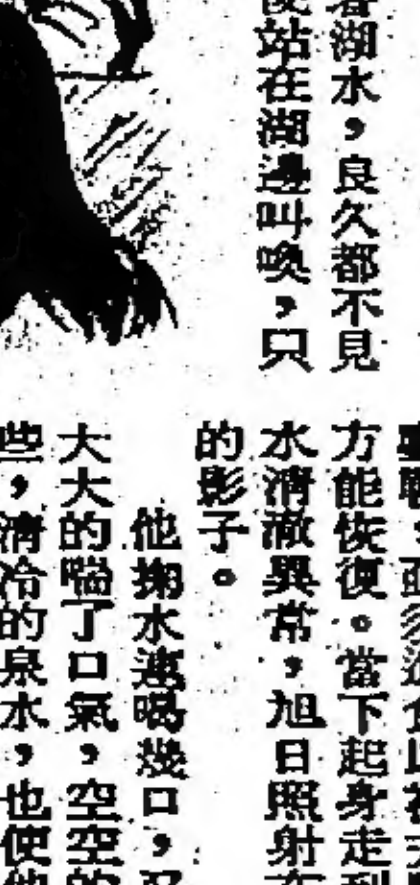 湖水，良久都不見
站在湖邊叫喚，只
方能恢復。當下起身走到
水清澈異常，旭日照射在
的影子。
他掬水連喝幾口，又
大大的喘了口氣，空空的
些，清冷的泉水，也使他